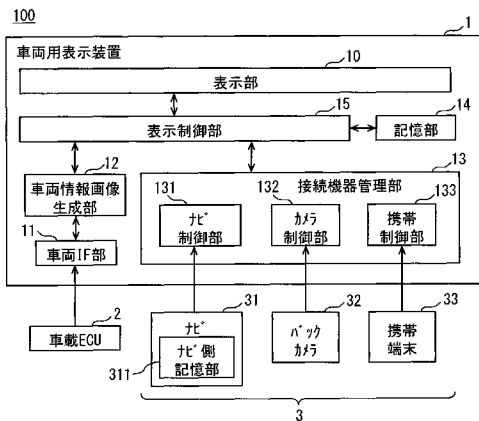 100
1
車両用表示装置
10
表示部
15
表示制御部
14
記憶部
12
車両情報画像
生成部
13
接続機器管理部
131
ナビ
制御部
132
カメラ
制御部
133
携帯
制御部
11
車両IF部
2
車載ECU
31
ナビ
311
ナビ側
記憶部
32
バック
カメラ
33
携帯
端末
3